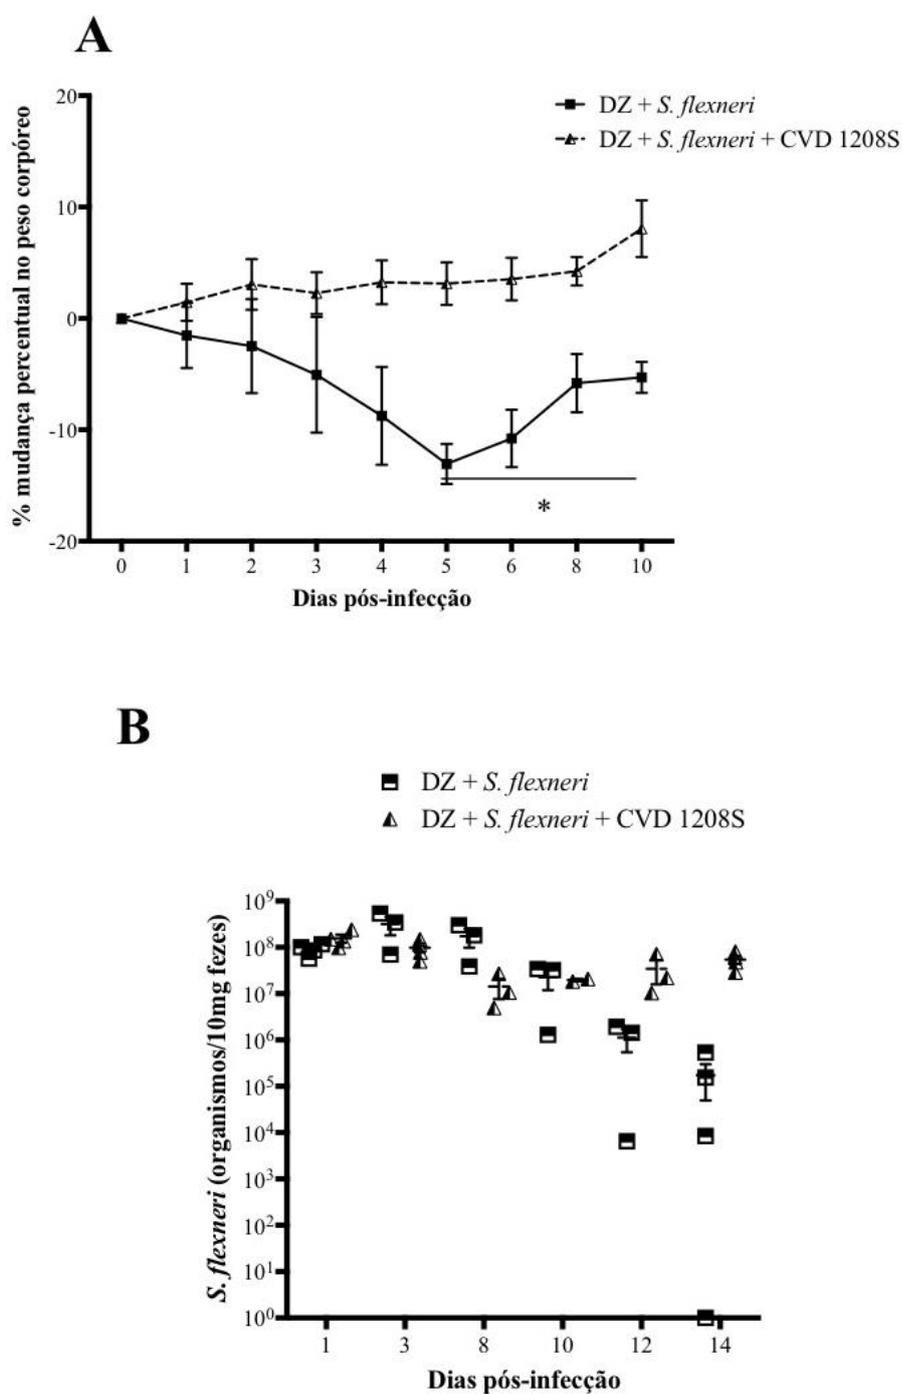 A
DZ + S. flexneri
DZ + S. flexneri + CVD 1208S
% mudança percentual no peso corpóreo
20
10
0
-10
-20
*
0 1 2 3 4 5 6 8 10
Dias pós-infecção
B
DZ + S. flexneri
DZ + S. flexneri + CVD 1208S
S. flexneri (organismos/10mg fezes)
10⁹
10⁸
10⁷
10⁶
10⁵
10⁴
10³
10²
10¹
10⁰
1 3 8 10 12 14
Dias pós-infecção